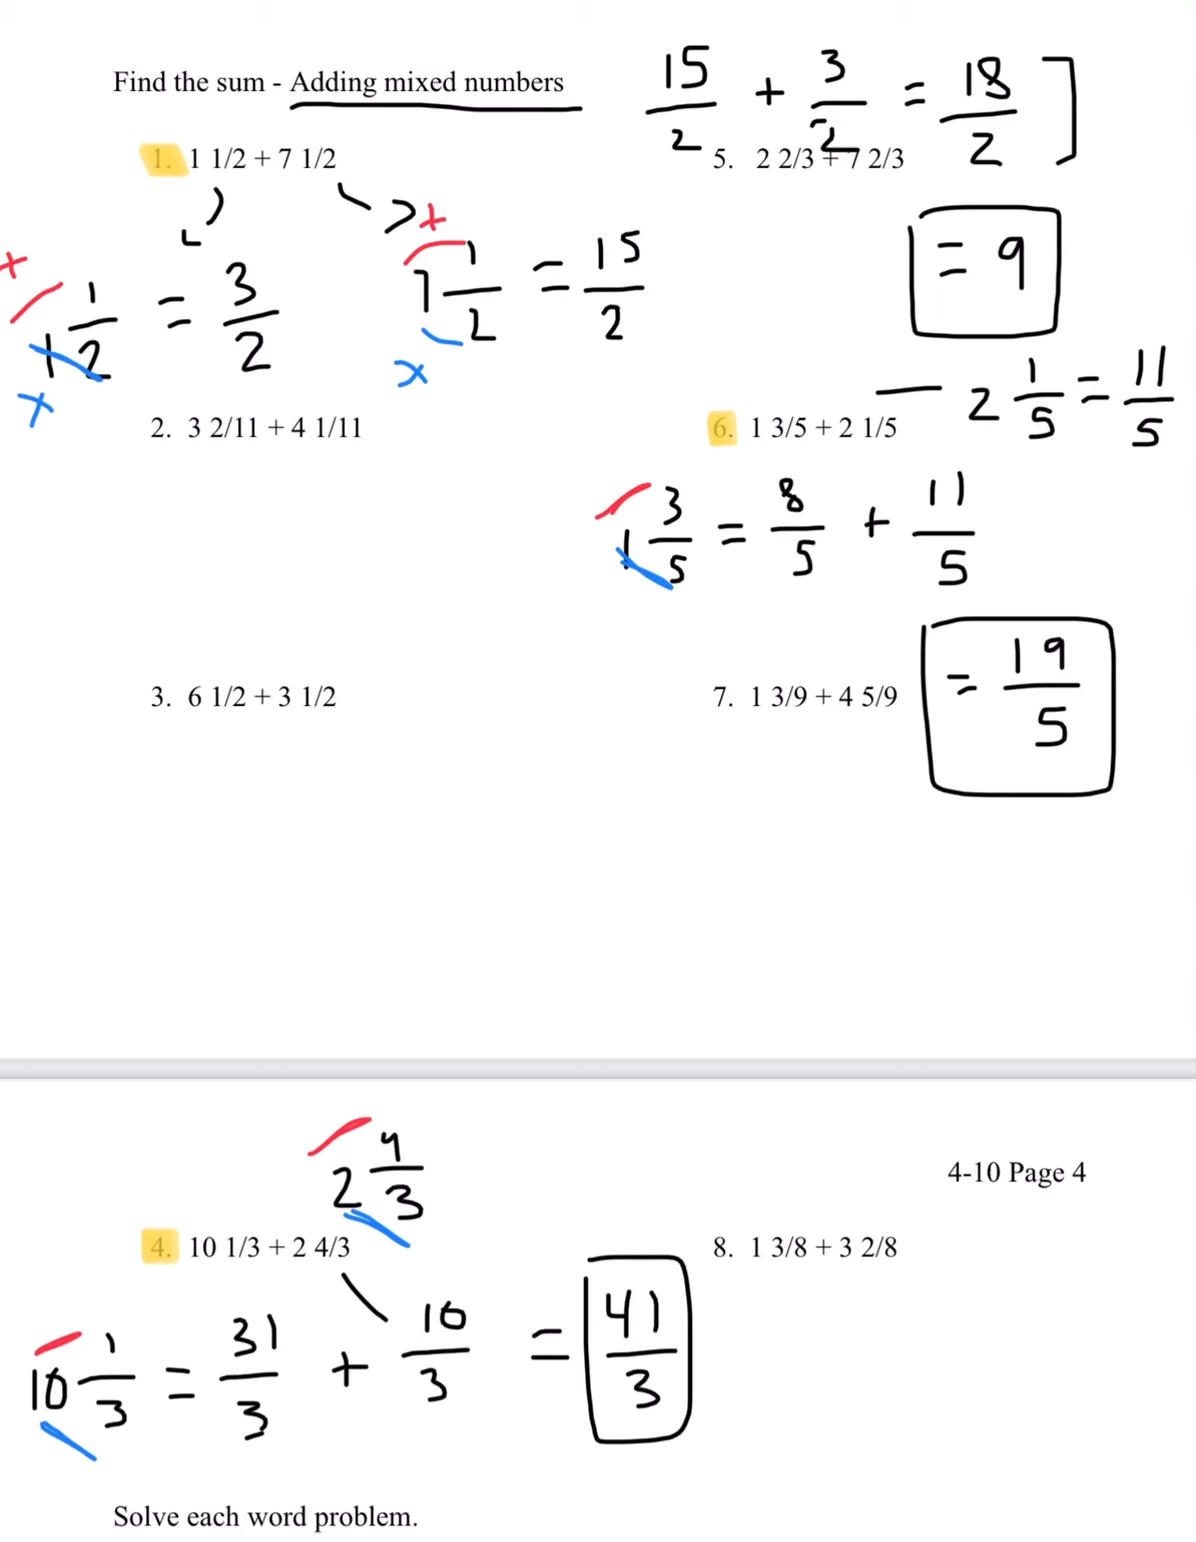 Find the sum - Adding mixed numbers
15/2 + 3/2 = 18/2 ]
1. 1 1/2 + 7 1/2
5. 2 2/3 + 7 2/3
= 9
+ +
1 1/2 = 3/2
7 1/2 = 15/2
x x
2. 3 2/11 + 4 1/11
6. 1 3/5 + 2 1/5
— 2 1/5 = 11/5
1 3/5 = 8/5 + 11/5
3. 6 1/2 + 3 1/2
7. 1 3/9 + 4 5/9
= 19/5
2 4/3
4-10 Page 4
4. 10 1/3 + 2 4/3
8. 1 3/8 + 3 2/8
10 1/3 = 31/3 + 10/3 = 41/3
Solve each word problem.